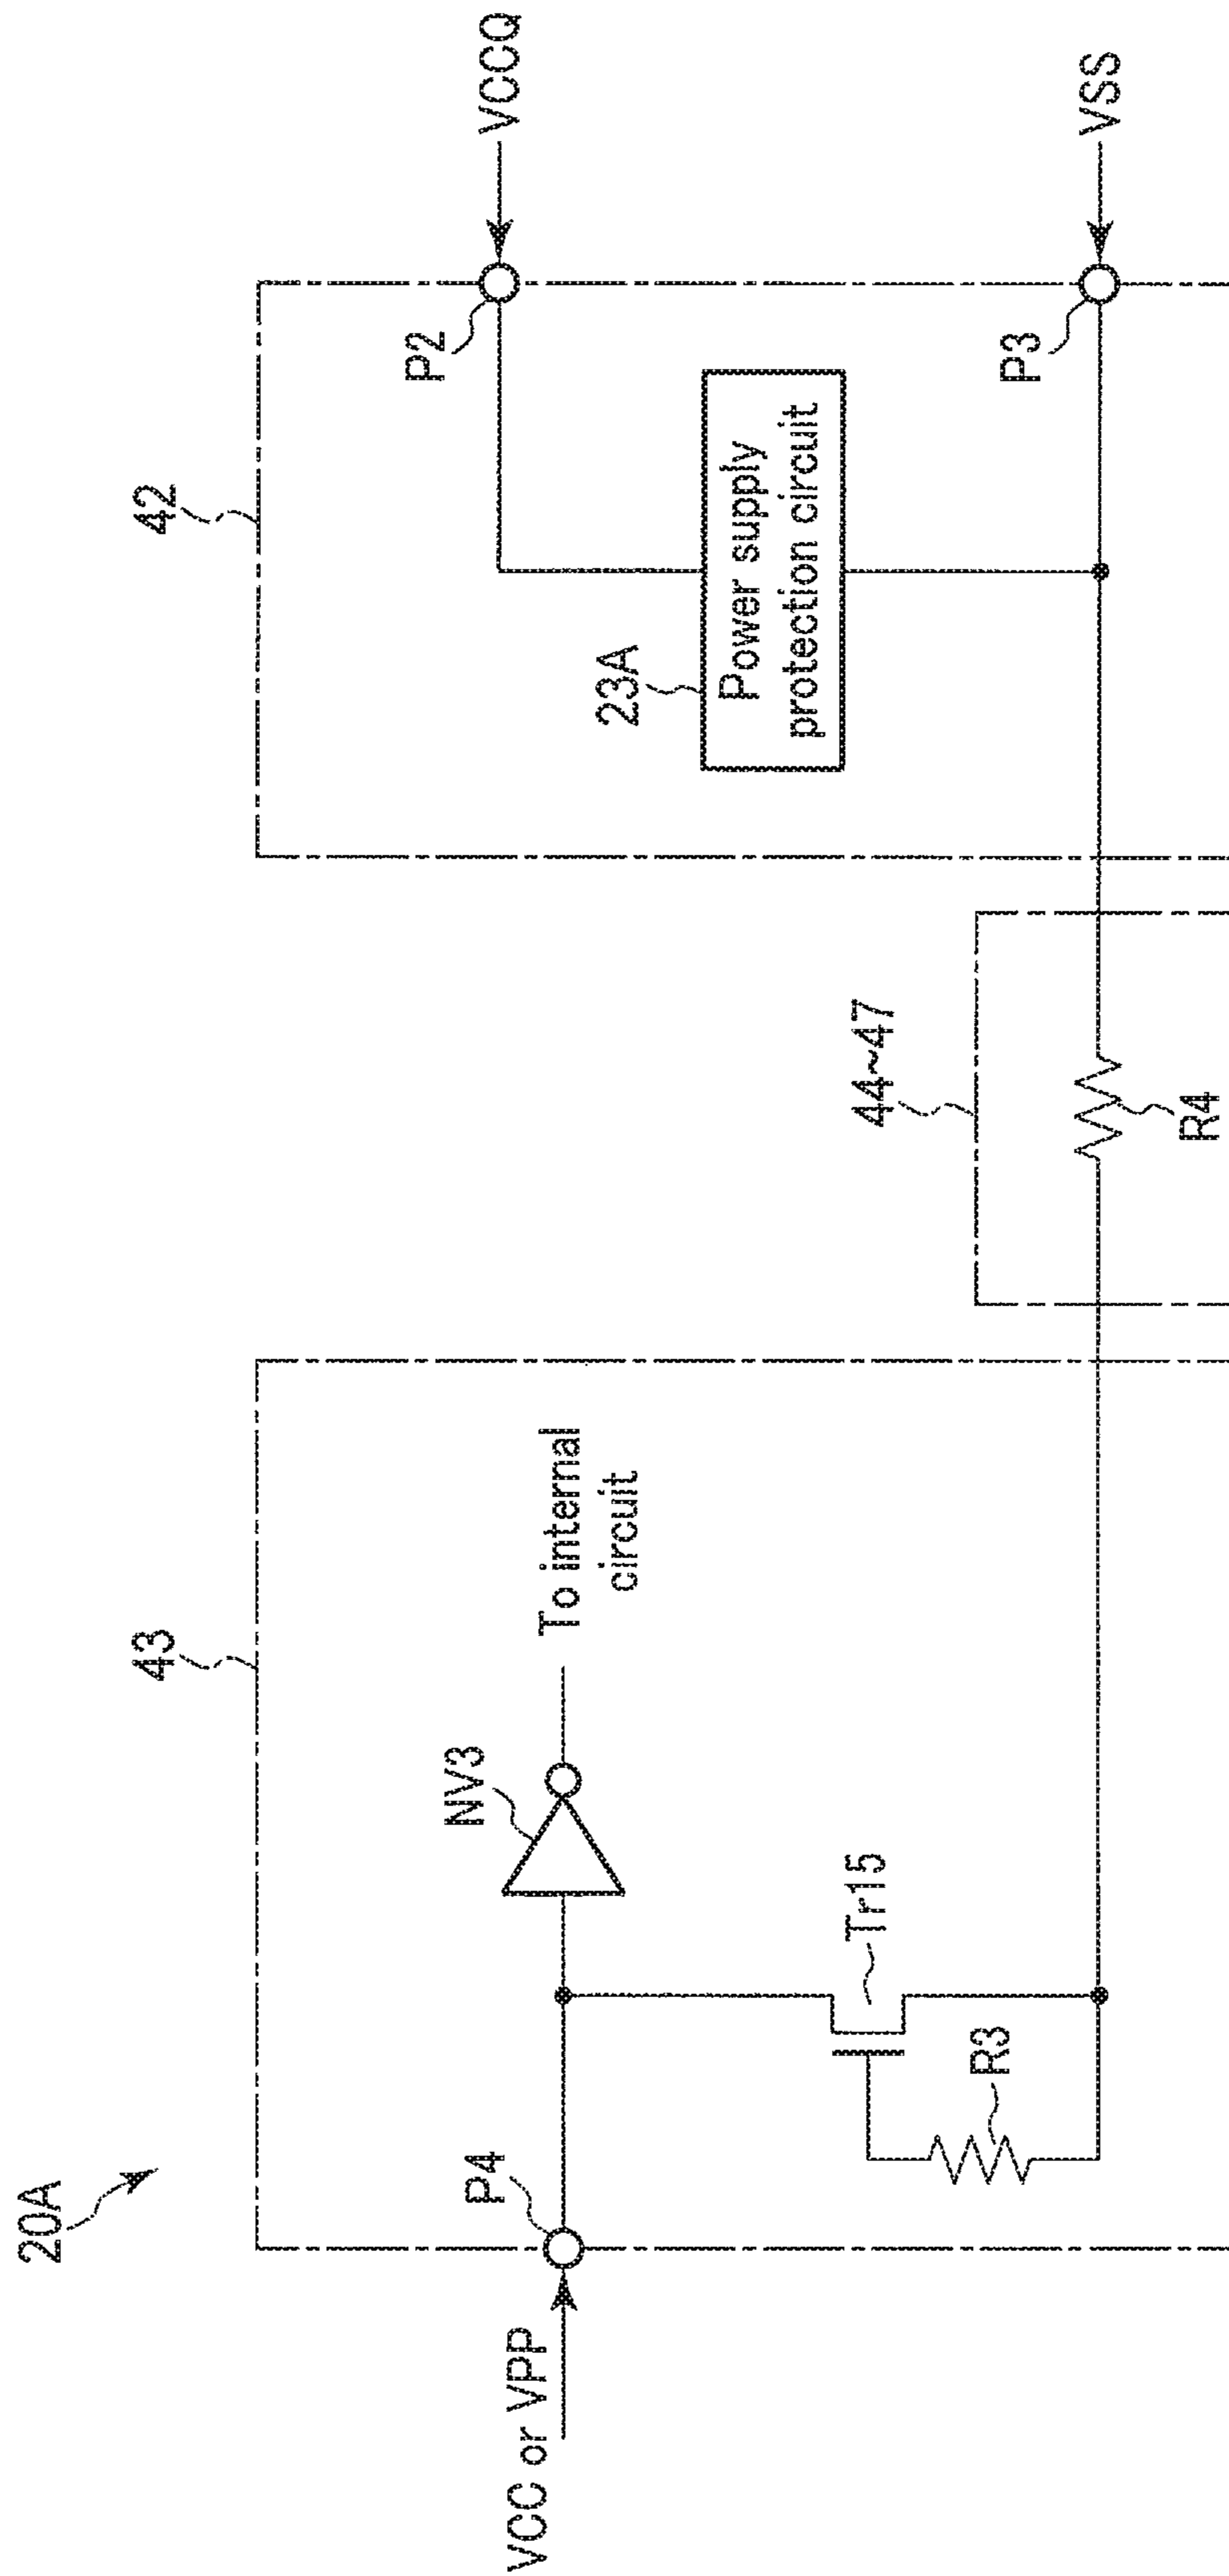 20A
43
44~47
42
VCC or VPP
P4
NV3
To internal
circuit
Tr15
R3
R4
23A
Power supply
protection circuit
P2
VCCQ
P3
VSS